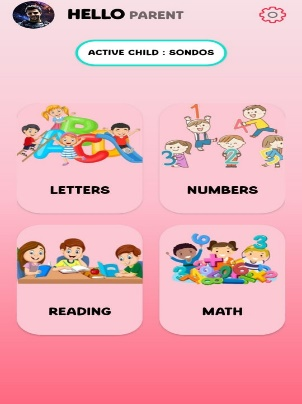 HELLO PARENT
ACTIVE CHILD : SONDOS
LETTERS
NUMBERS
READING
MATH